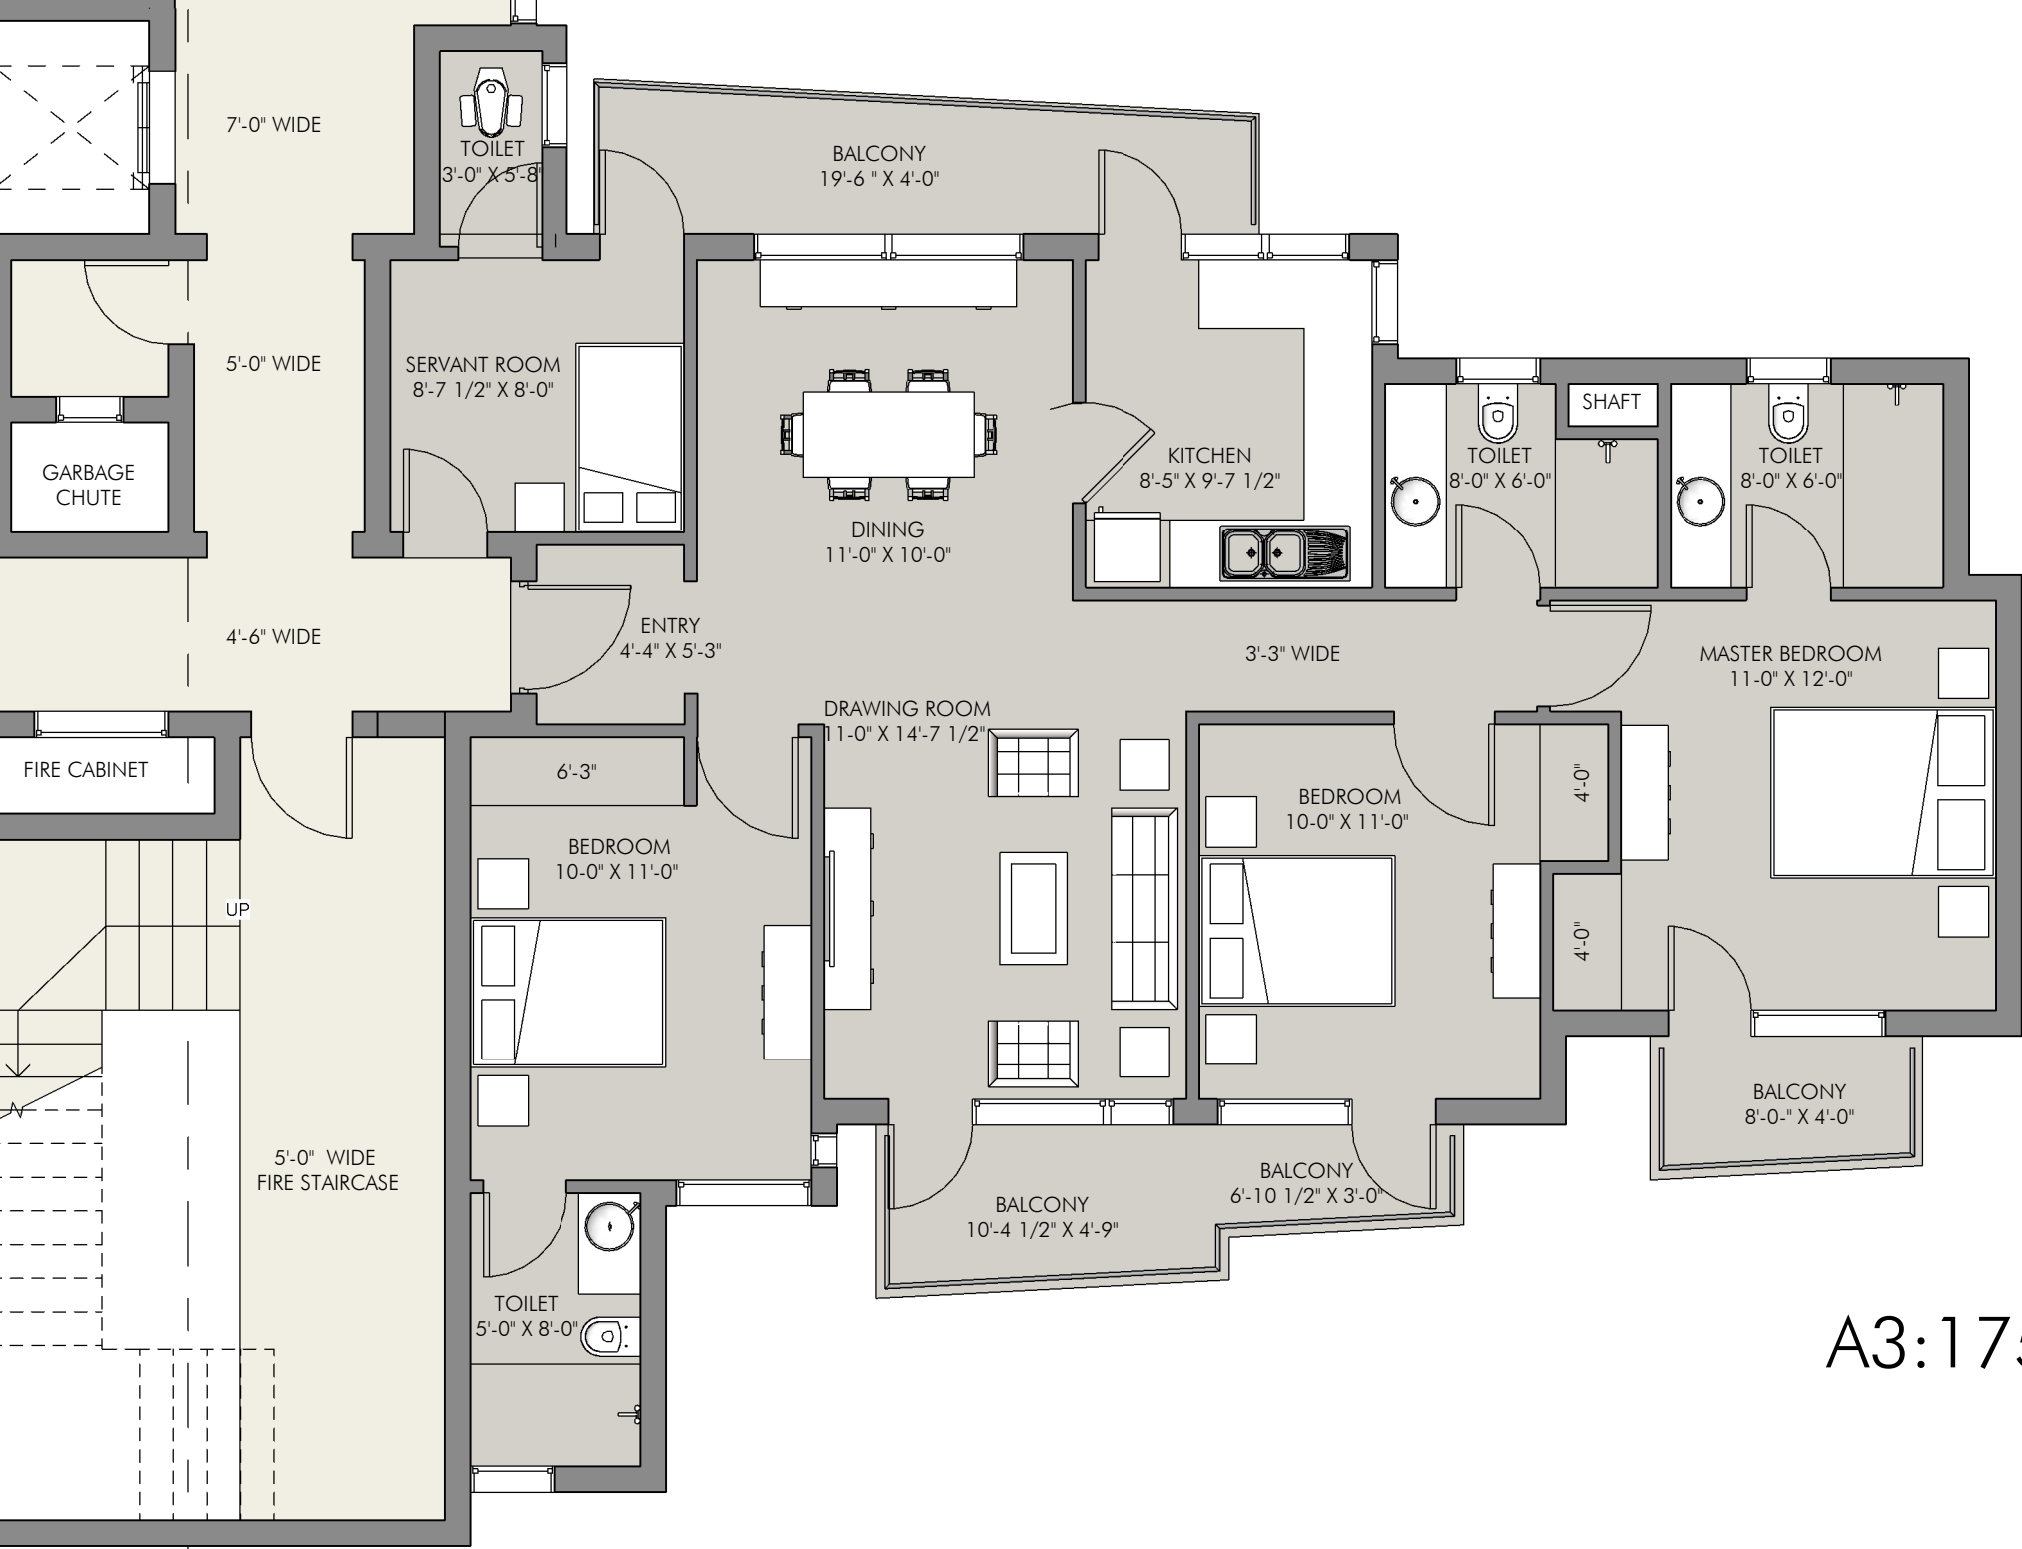 7'-0" WIDE
TOILET
3'-0" X 5'-8"
BALCONY
19'-6 " X 4'-0"
5'-0" WIDE
SERVANT ROOM
8'-7 1/2" X 8'-0"
SHAFT
GARBAGE
CHUTE
KITCHEN
8'-5" X 9'-7 1/2"
TOILET
8'-0" X 6'-0"
TOILET
8'-0" X 6'-0"
DINING
11'-0" X 10'-0"
4'-6" WIDE
ENTRY
4'-4" X 5'-3"
3'-3" WIDE
MASTER BEDROOM
11-0" X 12'-0"
DRAWING ROOM
11-0" X 14'-7 1/2"
FIRE CABINET
6'-3"
4'-0"
BEDROOM
10-0" X 11'-0"
BEDROOM
10-0" X 11'-0"
UP
4'-0"
BALCONY
8'-0-" X 4'-0"
5'-0" WIDE
FIRE STAIRCASE
BALCONY
6'-10 1/2" X 3'-0"
BALCONY
10'-4 1/2" X 4'-9"
N
TOILET
5'-0" X 8'-0"
A3:175